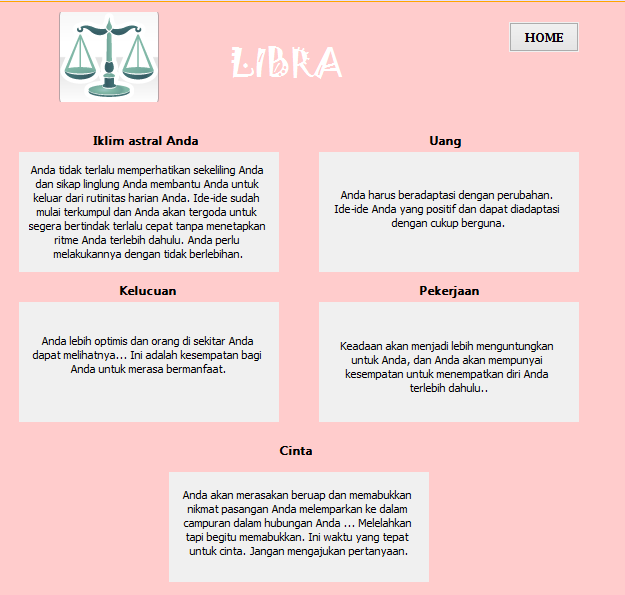 LIBRA
HOME
Iklim astral Anda
Anda tidak terlalu memperhatikan sekeliling Anda
dan sikap linglung Anda membantu Anda untuk
keluar dari rutinitas harian Anda. Ide-ide sudah
mulai terkumpul dan Anda akan tergoda untuk
segera bertindak terlalu cepat tanpa menetapkan
ritme Anda terlebih dahulu. Anda perlu
melakukannya dengan tidak berlebihan.
Uang
Anda harus beradaptasi dengan perubahan.
Ide-ide Anda yang positif dan dapat diadaptasi
dengan cukup berguna.
Kelucuan
Anda lebih optimis dan orang di sekitar Anda
dapat melihatnya... Ini adalah kesempatan bagi
Anda untuk merasa bermanfaat.
Pekerjaan
Keadaan akan menjadi lebih menguntungkan
untuk Anda, dan Anda akan mempunyai
kesempatan untuk menempatkan diri Anda
terlebih dahulu..
Cinta
Anda akan merasakan beruap dan memabukkan
nikmat pasangan Anda melemparkan ke dalam
campuran dalam hubungan Anda ... Melelahkan
tapi begitu memabukkan. Ini waktu yang tepat
untuk cinta. Jangan mengajukan pertanyaan.